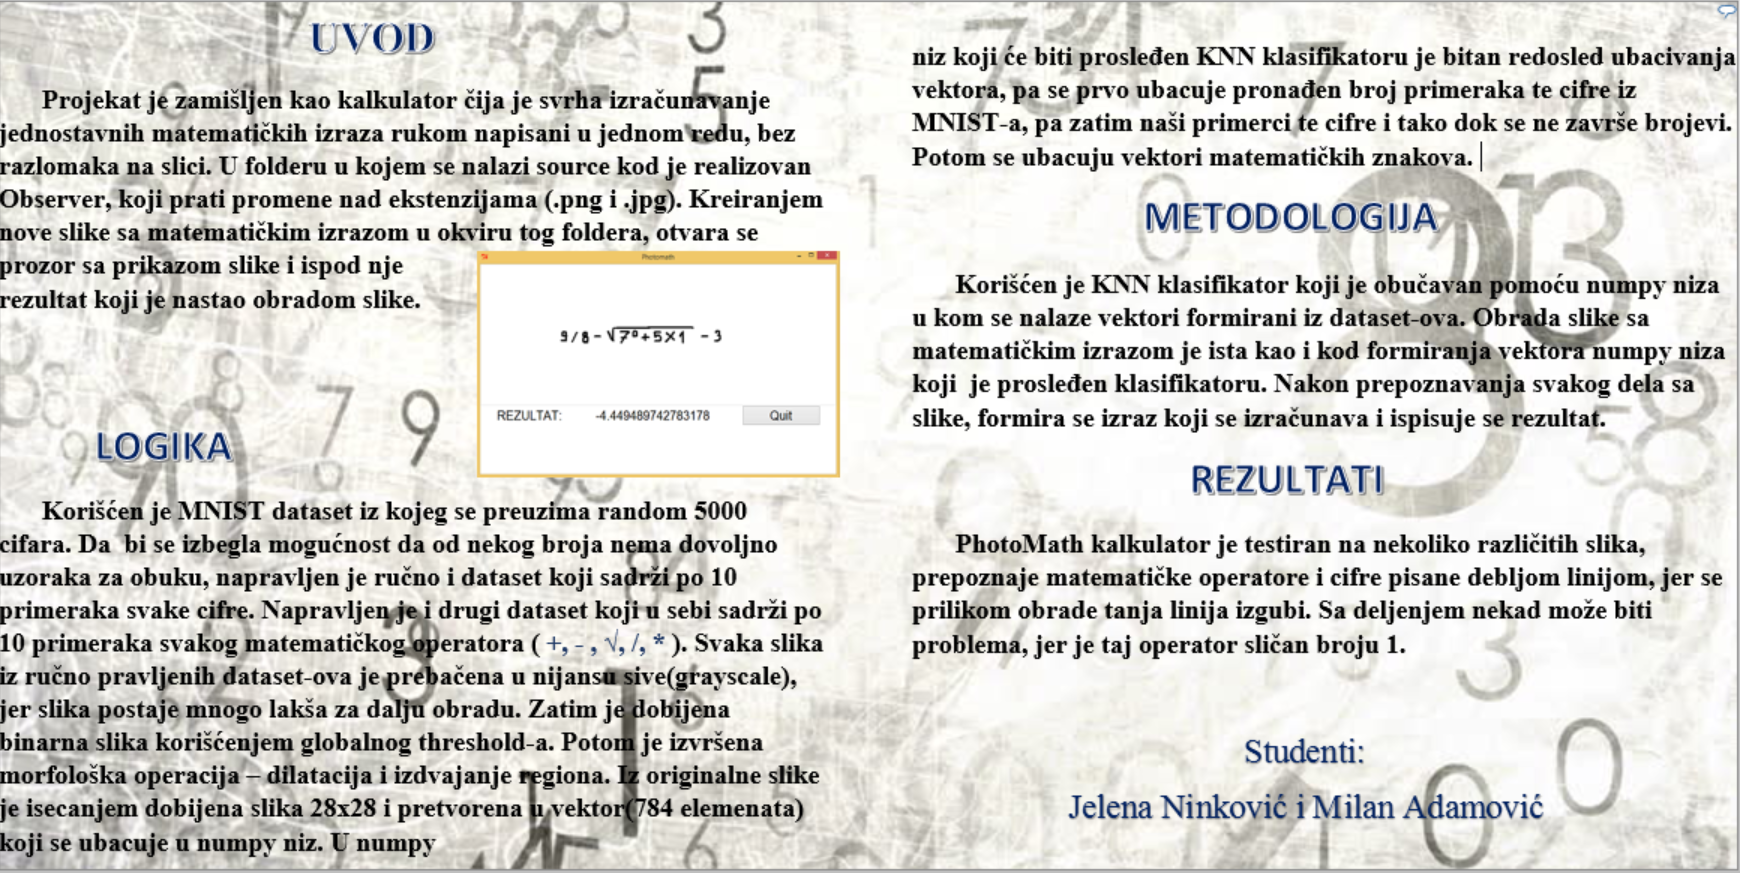 UVOD
Projekat je zamišljen kao kalkulator čija je svrha izračunavanje
jednostavnih matematičkih izraza rukom napisani u jednom redu, bez
razlomaka na slici. U folderu u kojem se nalazi source kod je realizovan
Observer, koji prati promene nad ekstenzijama (.png i .jpg). Kreiranjem
nove slike sa matematičkim izrazom u okviru tog foldera, otvara se
prozor sa prikazom slike i ispod nje
rezultat koji je nastao obradom slike.
Photomath
9/8-√7⁰+5×1 -3
REZULTAT: -4.449489742783178 Quit
LOGIKA
Korišćen je MNIST dataset iz kojeg se preuzima random 5000
cifara. Da  bi se izbegla mogućnost da od nekog broja nema dovoljno
uzoraka za obuku, napravljen je ručno i dataset koji sadrži po 10
primeraka svake cifre. Napravljen je i drugi dataset koji u sebi sadrži po
10 primeraka svakog matematičkog operatora ( +, - , √, /, * ). Svaka slika
iz ručno pravljenih dataset-ova je prebačena u nijansu sive(grayscale),
jer slika postaje mnogo lakša za dalju obradu. Zatim je dobijena
binarna slika korišćenjem globalnog threshold-a. Potom je izvršena
morfološka operacija – dilatacija i izdvajanje regiona. Iz originalne slike
je isecanjem dobijena slika 28x28 i pretvorena u vektor(784 elemenata)
koji se ubacuje u numpy niz. U numpy
niz koji će biti prosleđen KNN klasifikatoru je bitan redosled ubacivanja
vektora, pa se prvo ubacuje pronađen broj primeraka te cifre iz
MNIST-a, pa zatim naši primerci te cifre i tako dok se ne završe brojevi.
Potom se ubacuju vektori matematičkih znakova.
METODOLOGIJA
Korišćen je KNN klasifikator koji je obučavan pomoću numpy niza
u kom se nalaze vektori formirani iz dataset-ova. Obrada slike sa
matematičkim izrazom je ista kao i kod formiranja vektora numpy niza
koji  je prosleđen klasifikatoru. Nakon prepoznavanja svakog dela sa
slike, formira se izraz koji se izračunava i ispisuje se rezultat.
REZULTATI
PhotoMath kalkulator je testiran na nekoliko različitih slika,
prepoznaje matematičke operatore i cifre pisane debljom linijom, jer se
prilikom obrade tanja linija izgubi. Sa deljenjem nekad može biti
problema, jer je taj operator sličan broju 1.
Studenti:
Jelena Ninković i Milan Adamović